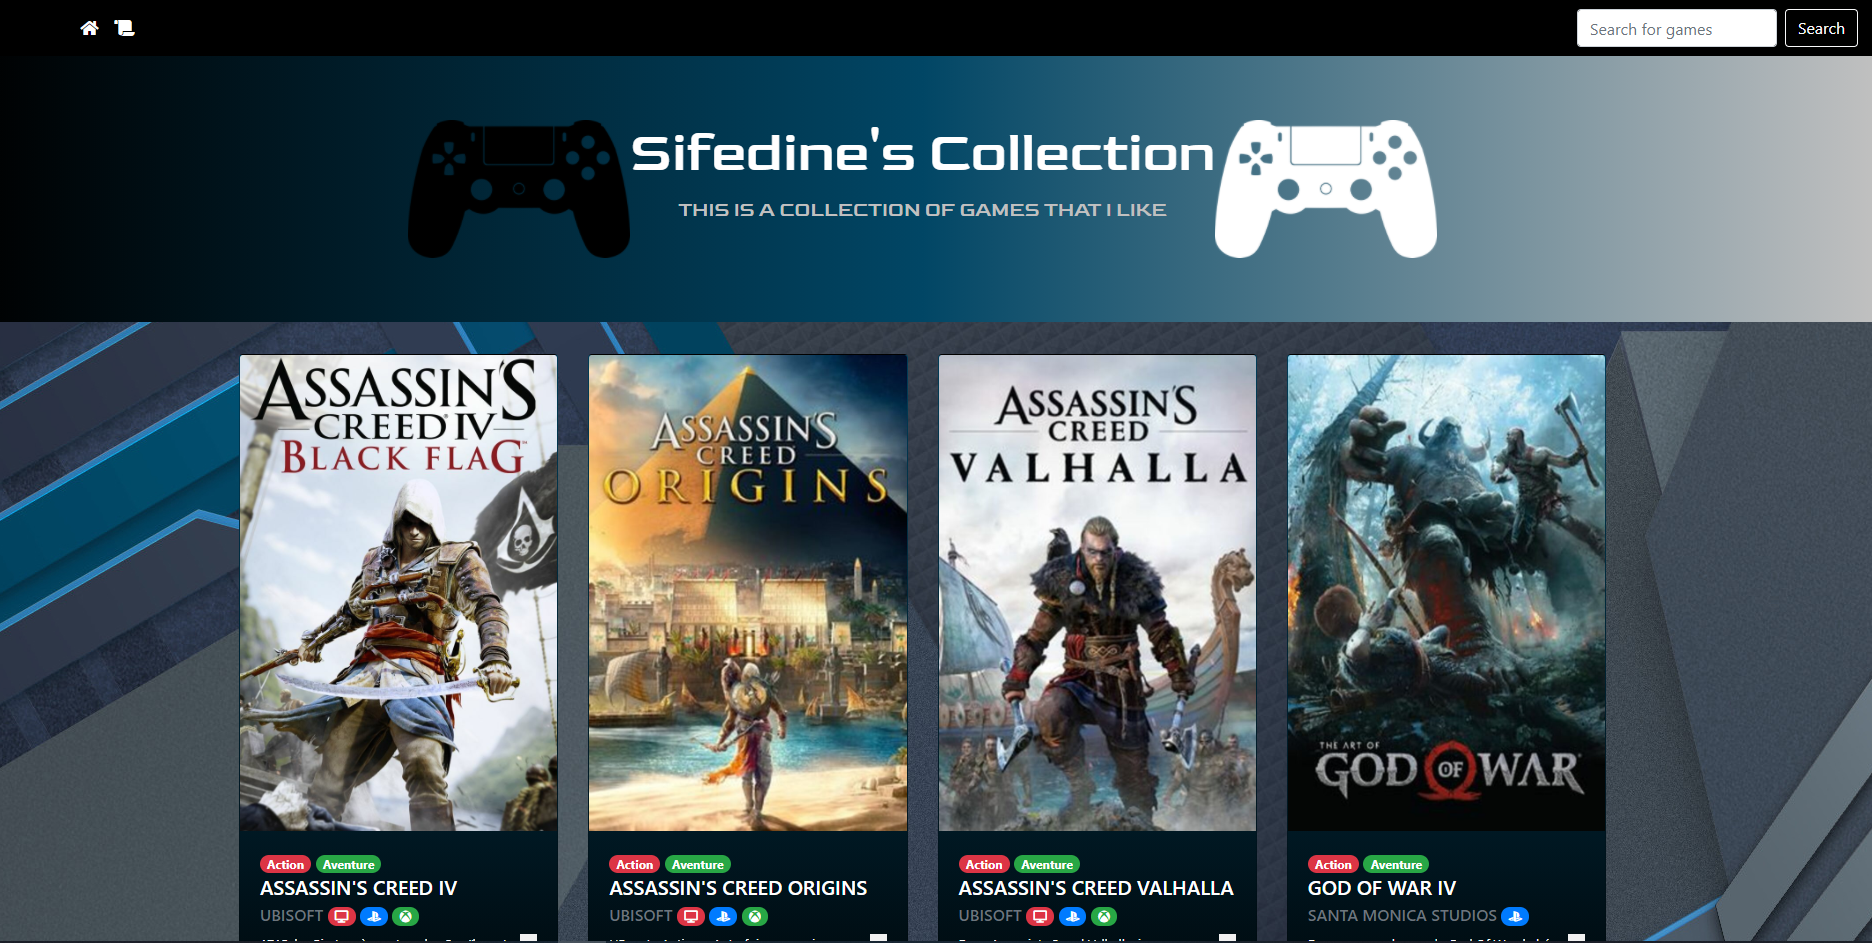 Search for games
Search
Sifedine's Collection
THIS IS A COLLECTION OF GAMES THAT I LIKE
ASSASSIN'S
CREED IV
BLACK FLAG
ASSASSIN'S
CREED
ORIGINS
ASSASSIN'S
CREED
VALHALLA
THE ART OF
GOD OF WAR
Action Aventure
ASSASSIN'S CREED IV
UBISOFT
Action Aventure
ASSASSIN'S CREED ORIGINS
UBISOFT
Action Aventure
ASSASSIN'S CREED VALHALLA
UBISOFT
Action Aventure
GOD OF WAR IV
SANTA MONICA STUDIOS